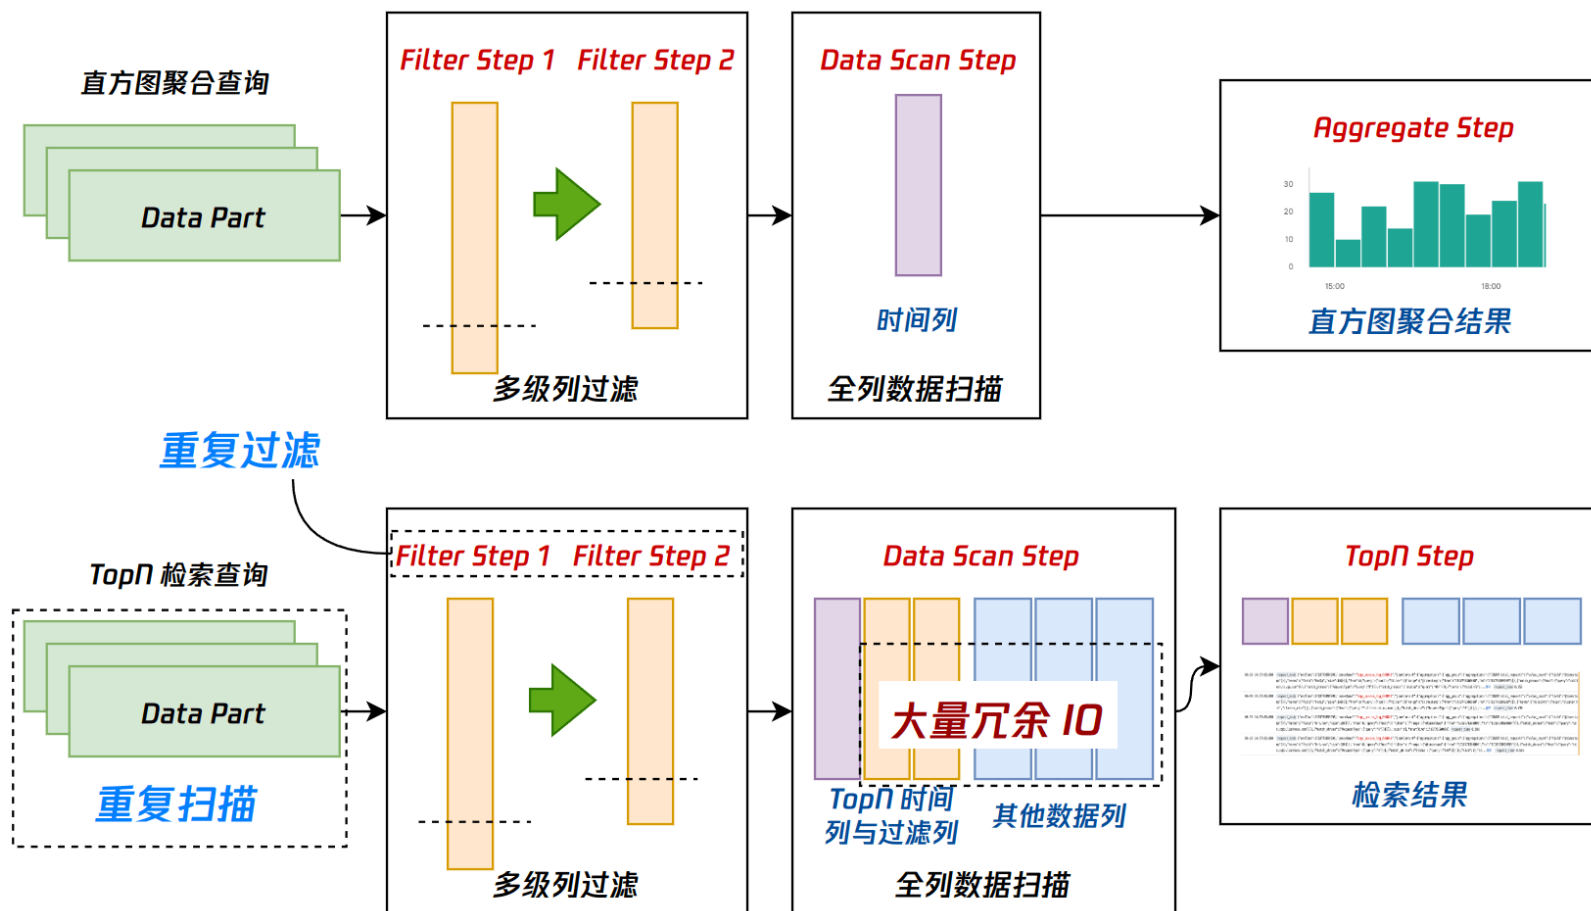 直方图聚合查询
Data Part
Filter Step 1
Filter Step 2
多级列过滤
Data Scan Step
时间列
全列数据扫描
Aggregate Step
30
20
10
0
15:00
18:00
直方图聚合结果
重复过滤
TopN 检索查询
Data Part
重复扫描
Filter Step 1
Filter Step 2
多级列过滤
Data Scan Step
大量冗余 IO
TopN 时间
列与过滤列
其他数据列
全列数据扫描
TopN Step
检索结果